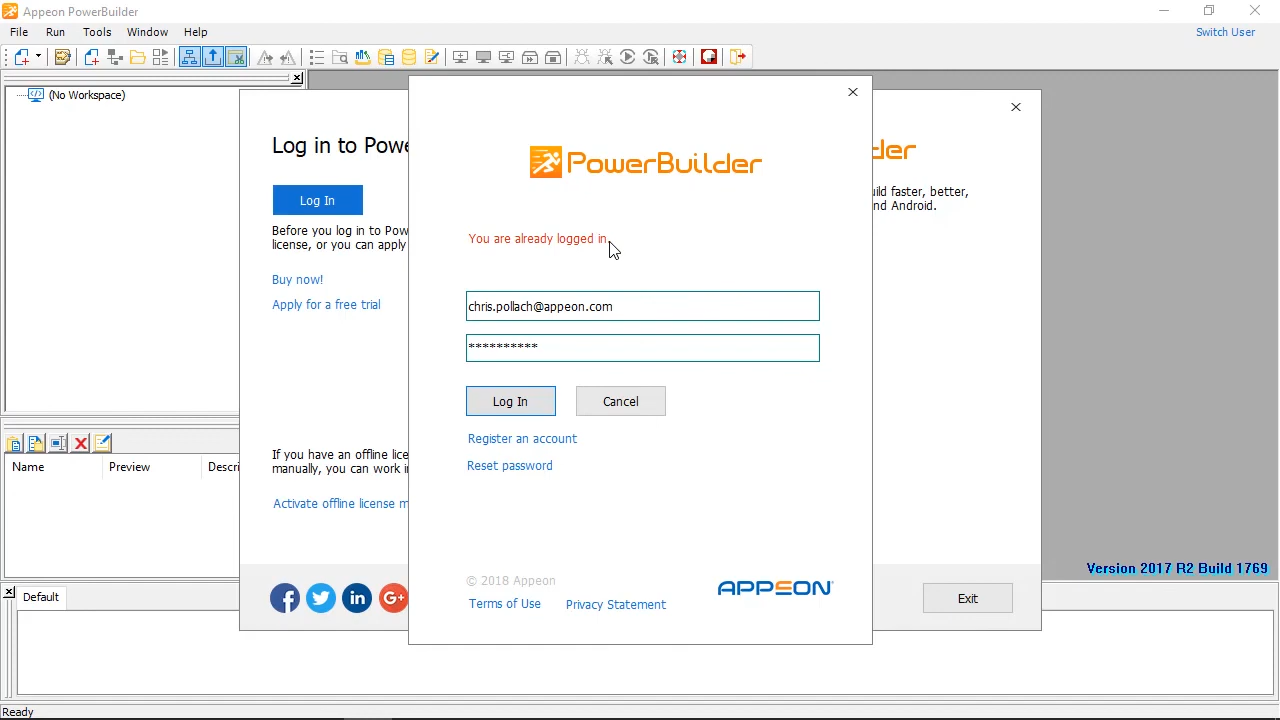 Appeon PowerBuilder
File Run Tools Window Help
Switch User
(No Workspace)
Log in to Powe
Log In
Before you log in to Pow
license, or you can apply
Buy now!
Apply for a free trial
If you have an offline lice
manually, you can work i
Activate offline license m
PowerBuilder
You are already logged in.
chris.pollach@appeon.com
**********
Log In Cancel
Register an account
Reset password
© 2018 Appeon
Terms of Use Privacy Statement
APPEON
der
uild faster, better,
nd Android.
Exit
Name Preview Descri
Version 2017 R2 Build 1769
Default
Ready